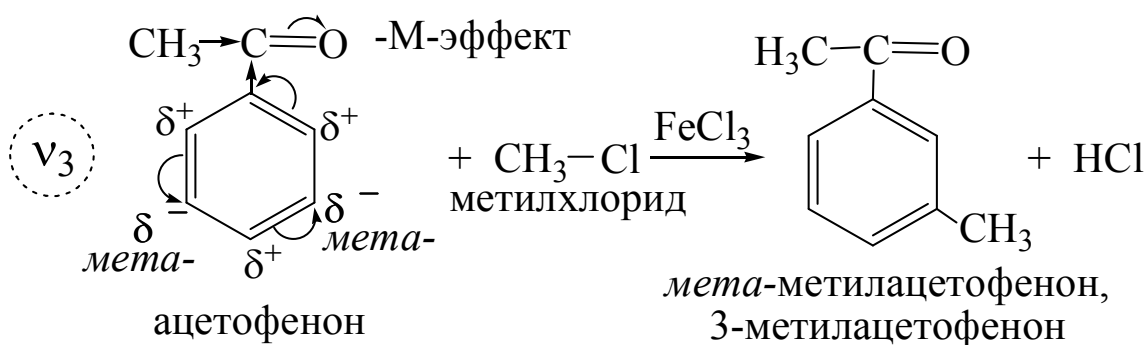 CH₃ C=O -М-эффект
H₃C C=O
δ⁺ δ⁺
ν₃ + CH₃–Cl FeCl₃ + HCl
метилхлорид
δ⁻ δ⁻
мета- δ⁺ мета-
CH₃
ацетофенон
мета-метилацетофенон,
3-метилацетофенон